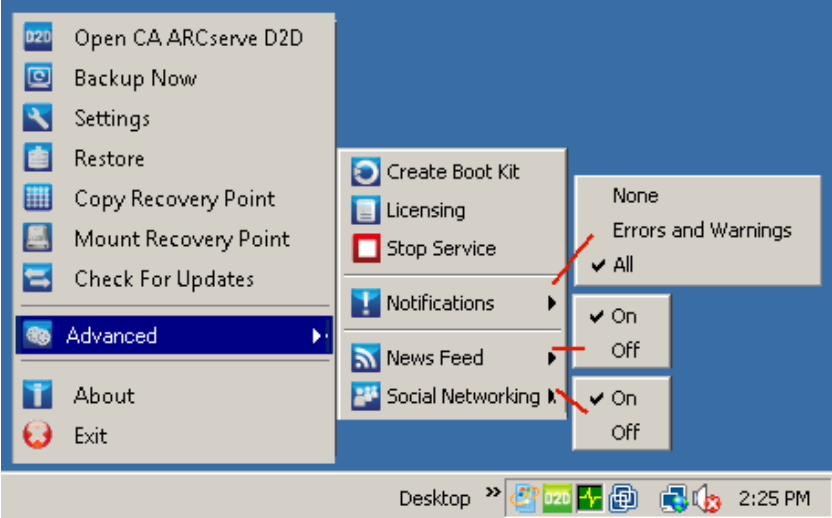 D2D Open CA ARCserve D2D
Backup Now
Settings
Restore
Copy Recovery Point
Mount Recovery Point
Check For Updates
Advanced
About
Exit
Create Boot Kit
Licensing
Stop Service
Notifications
News Feed
Social Networking
None
Errors and Warnings
All
On
Off
On
Off
Desktop D2D 2:25 PM